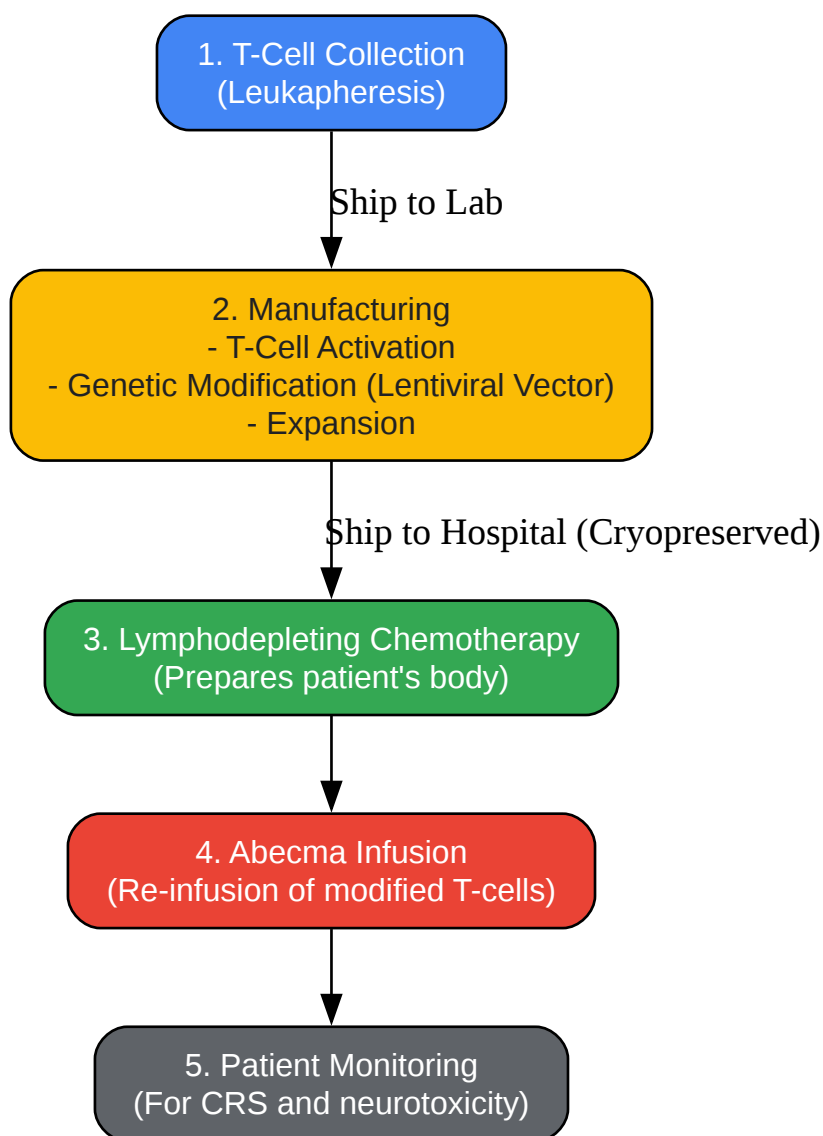 1. T-Cell Collection
(Leukapheresis)
Ship to Lab
2. Manufacturing
- T-Cell Activation
- Genetic Modification (Lentiviral Vector)
- Expansion
Ship to Hospital (Cryopreserved)
3. Lymphodepleting Chemotherapy
(Prepares patient's body)
4. Abecma Infusion
(Re-infusion of modified T-cells)
5. Patient Monitoring
(For CRS and neurotoxicity)